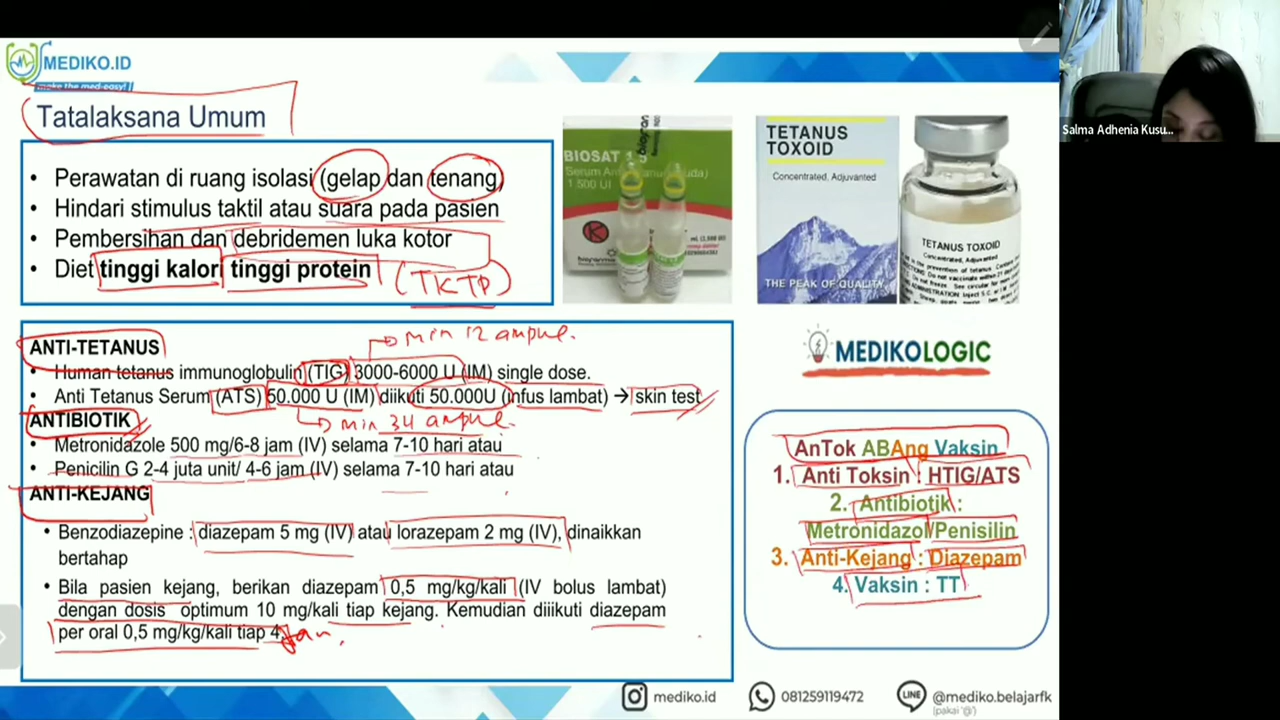 MEDIKO.ID
make the med-easy!
Tatalaksana Umum
• Perawatan di ruang isolasi (gelap dan tenang)
• Hindari stimulus taktil atau suara pada pasien
• Pembersihan dan debridemen luka kotor
• Diet tinggi kalori tinggi protein (TKTP)
BIOSAT
1.500 UI
TETANUS
TOXOID
Concentrated, Adjuvanted
THE PEAK OF QUALITY
TETANUS TOXOID
ANTI-TETANUS
min 12 ampul.
• Human tetanus immunoglobulin (TIG) 3000-6000 U (IM) single dose.
• Anti Tetanus Serum (ATS) 50.000 U (IM) diikuti 50.000U (infus lambat) → skin test
min 34 ampul.
ANTIBIOTIK
• Metronidazole 500 mg/6-8 jam (IV) selama 7-10 hari atau
• Penicilin G 2-4 juta unit/ 4-6 jam (IV) selama 7-10 hari atau
ANTI-KEJANG
• Benzodiazepine : diazepam 5 mg (IV) atau lorazepam 2 mg (IV), dinaikkan
bertahap
• Bila pasien kejang, berikan diazepam 0,5 mg/kg/kali (IV bolus lambat)
dengan dosis optimum 10 mg/kali tiap kejang. Kemudian diiikuti diazepam
per oral 0,5 mg/kg/kali tiap 4 jam.
MEDIKOLOGIC
AnTok ABAng Vaksin
1. Anti Toksin : HTIG/ATS
2. Antibiotik :
Metronidazol/Penisilin
3. Anti-Kejang : Diazepam
4. Vaksin : TT
mediko.id
081259119472
LINE
@mediko.belajarfk
(pakai '@')
Salma Adhenia Kusu...